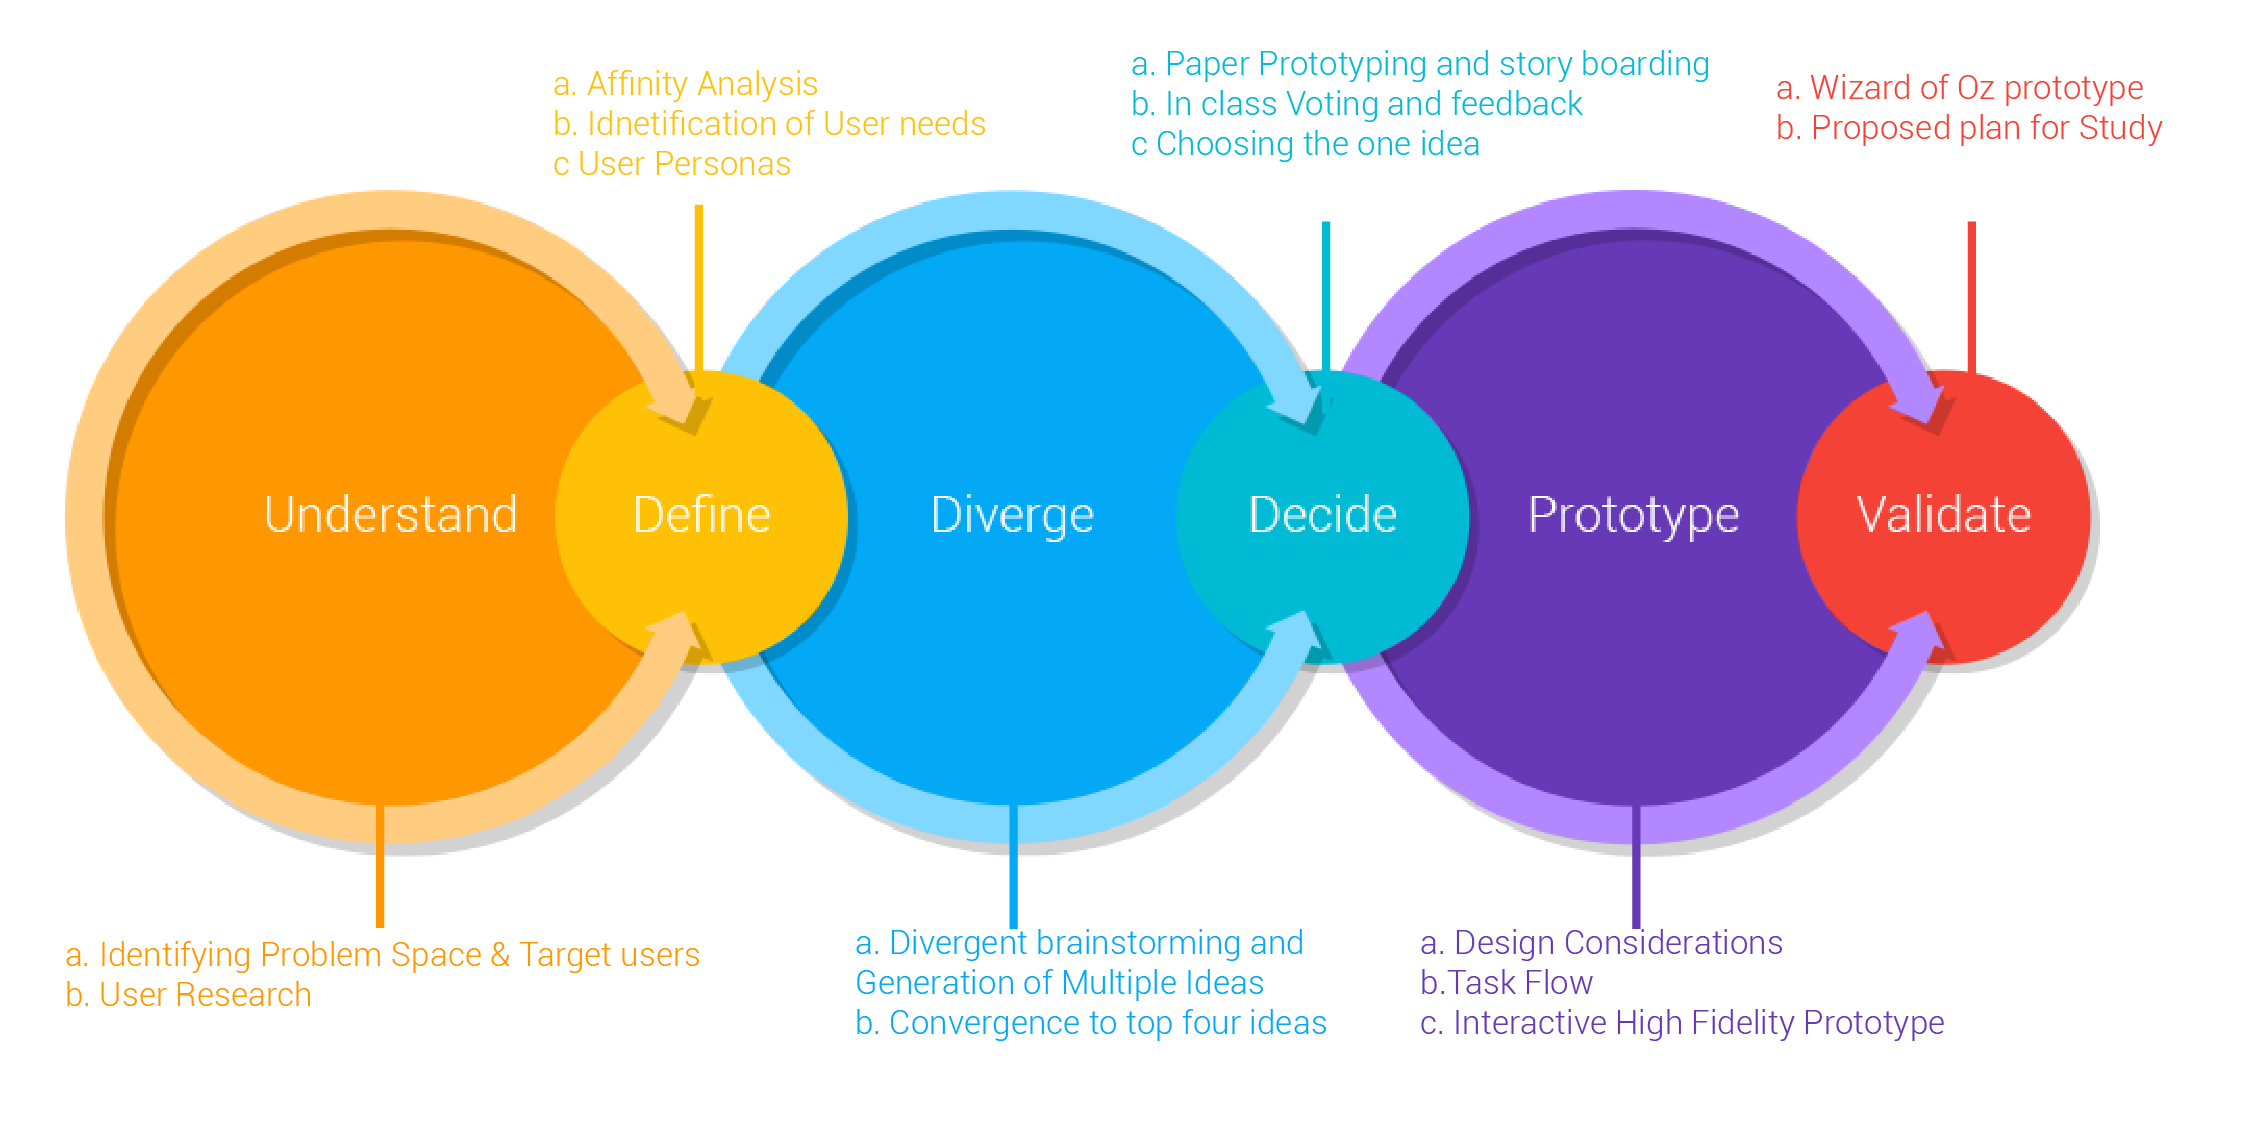 a. Affinity Analysis
b. Idnetification of User needs
c User Personas
a. Paper Prototyping and story boarding
b. In class Voting and feedback
c Choosing the one idea
a. Wizard of Oz prototype
b. Proposed plan for Study
Understand
Define
Diverge
Decide
Prototype
Validate
a. Identifying Problem Space & Target users
b. User Research
a. Divergent brainstorming and
Generation of Multiple Ideas
b. Convergence to top four ideas
a. Design Considerations
b.Task Flow
c. Interactive High Fidelity Prototype